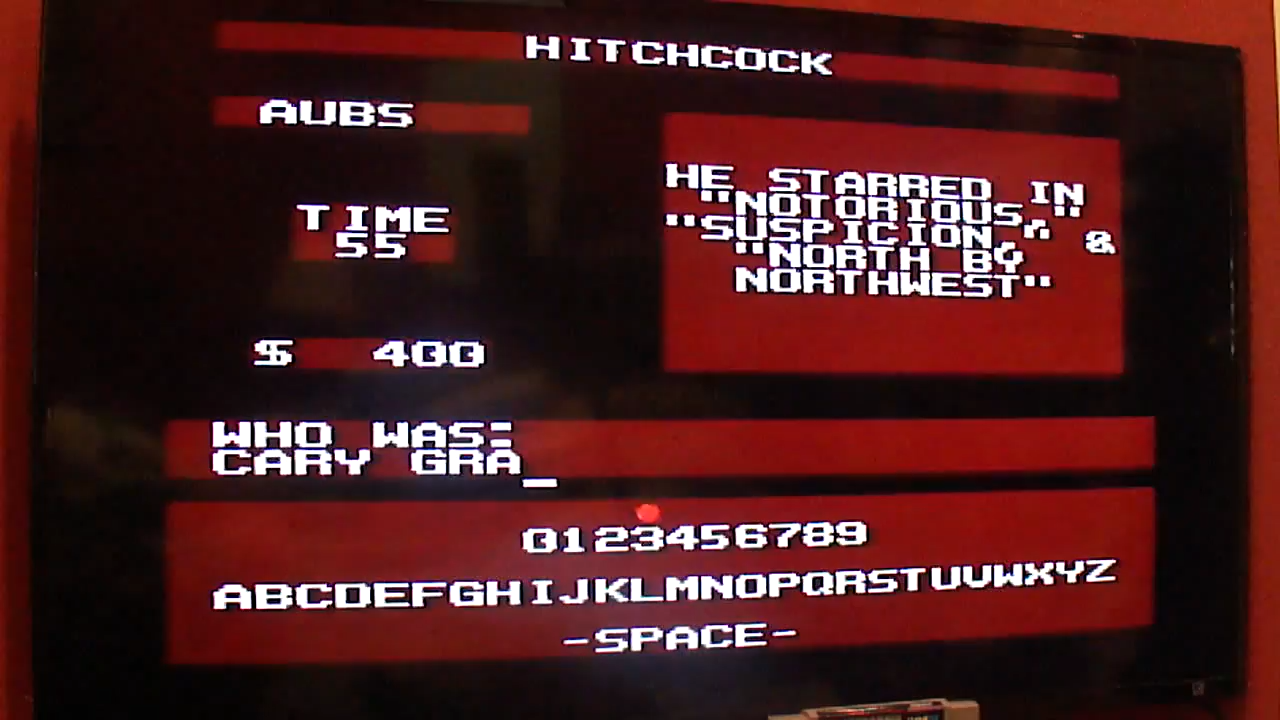 HITCHCOCK
AUBS
TIME
55
$ 400
HE STARRED IN
"NOTORIOUS,"
"SUSPICION," &
"NORTH BY
NORTHWEST"
WHO WAS:
CARY GRA_
0123456789
ABCDEFGHIJKLMNOPQRSTUVWXYZ
-SPACE-